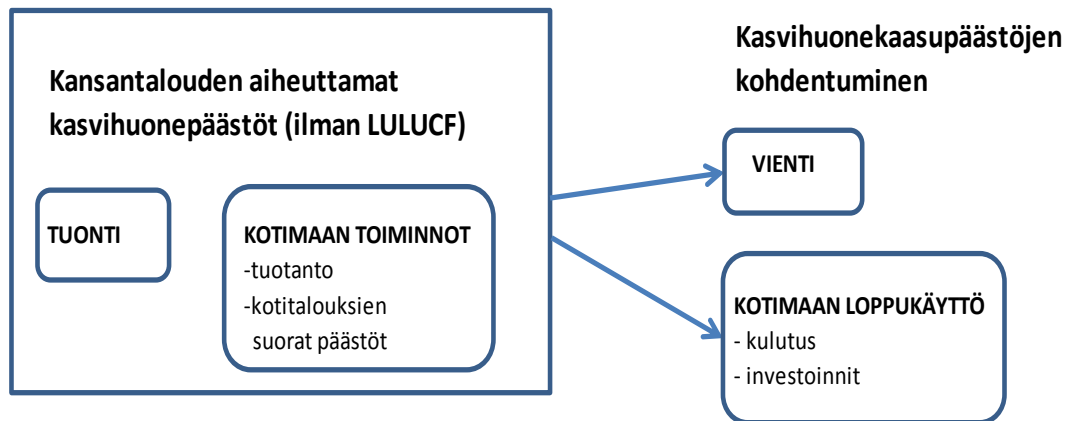 Kansantalouden aiheuttamat
kasvihuonepäästöt (ilman LULUCF)
TUONTI
KOTIMAAN TOIMINNOT
-tuotanto
-kotitalouksien
suorat päästöt
Kasvihuonekaasupäästöjen
kohdentuminen
VIENTI
KOTIMAAN LOPPUKÄYTTÖ
- kulutus
- investoinnit